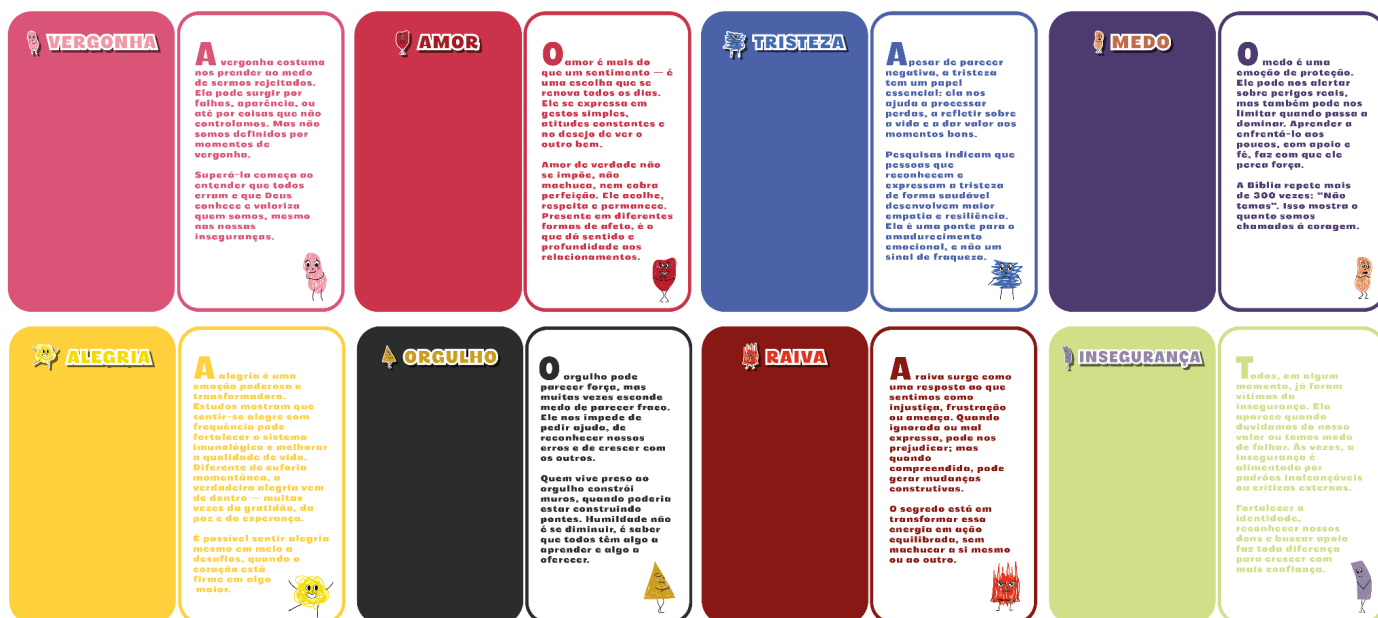 VERGONHA
A vergonha costuma
nos prender ao medo
de sermos rejeitados.
Ela pode surgir por
falhas, aparência, ou
até por coisas que não
controlamos. Mas não
somos definidos por
momentos de
vergonha.
Superá-la começa ao
entender que todos
erram e que Deus
conhece e valoriza
quem somos, mesmo
nas nossas
inseguranças.
AMOR
O amor é mais do
que um sentimento — é
uma escolha que se
renova todos os dias.
Ele se expressa em
gestos simples,
atitudes constantes e
no desejo de ver o
outro bem.
Amor de verdade não
se impõe, não
machuca, nem cobra
perfeição. Ele acolhe,
respeita e permanece.
Presente em diferentes
formas de afeto, é o
que dá sentido e
profundidade aos
relacionamentos.
TRISTEZA
Apesar de parecer
negativa, a tristeza
tem um papel
essencial: ela nos
ajuda a processar
perdas, a refletir sobre
a vida e a dar valor aos
momentos bons.
Pesquisas indicam que
pessoas que
reconhecem e
expressam a tristeza
de forma saudável
desenvolvem maior
empatia e resiliência.
Ela é uma ponte para o
amadurecimento
emocional, e não um
sinal de fraqueza.
MEDO
O medo é uma
emoção de proteção.
Ele pode nos alertar
sobre perigos reais,
mas também pode nos
limitar quando passa a
dominar. Aprender a
enfrentá-lo aos
poucos, com apoio e
fé, faz com que ele
perca força.
A Bíblia repete mais
de 300 vezes: "Não
temas". Isso mostra o
quanto somos
chamados à coragem.
ALEGRIA
A alegria é uma
emoção poderosa e
transformadora.
Estudos mostram que
sentir-se alegre com
frequência pode
fortalecer o sistema
imunológico e melhorar
a qualidade de vida.
Diferente de euforia
momentânea, a
verdadeira alegria vem
de dentro — muitas
vezes da gratidão, da
paz e da esperança.
É possível sentir alegria
mesmo em meio a
desafios, quando o
coração está
firme em algo
maior.
ORGULHO
O orgulho pode
parecer força, mas
muitas vezes esconde
medo de parecer fraco.
Ele nos impede de
pedir ajuda, de
reconhecer nossos
erros e de crescer com
os outros.
Quem vive preso ao
orgulho constrói
muros, quando poderia
estar construindo
pontes. Humildade não
é se diminuir, é saber
que todos têm algo a
aprender e algo a
oferecer.
RAIVA
A raiva surge como
uma resposta ao que
sentimos como
injustiça, frustração
ou ameaça. Quando
ignorada ou mal
expressa, pode nos
prejudicar; mas
quando
compreendida, pode
gerar mudanças
construtivas.
O segredo está em
transformar essa
energia em ação
equilibrada, sem
machucar a si mesmo
ou ao outro.
INSEGURANÇA
Todos, em algum
momento, já foram
vítimas da
insegurança. Ela
aparece quando
duvidamos do nosso
valor ou temos medo
de falhar. Às vezes, a
insegurança é
alimentada por
padrões inalcançáveis
ou críticas externas.
Fortalecer a
identidade,
reconhecer nossos
dons e buscar apoio
faz toda diferença
para crescer com
mais confiança.